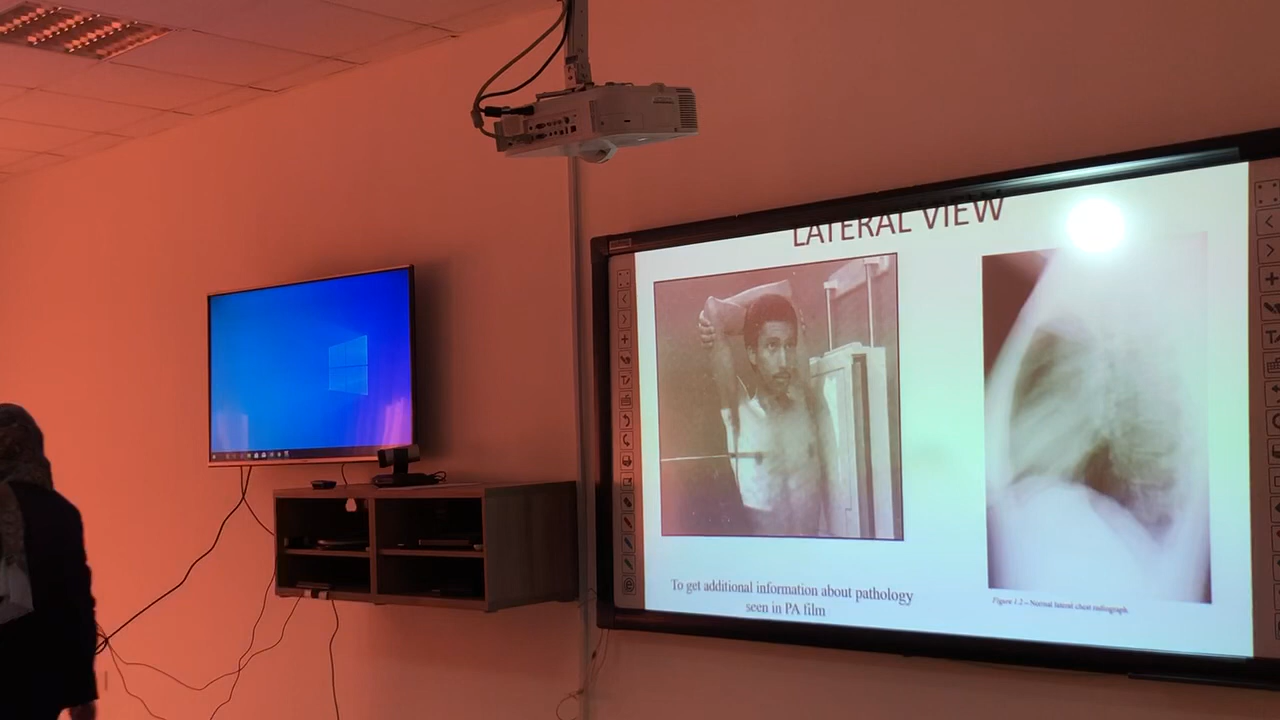 LATERAL VIEW
To get additional information about pathology
seen in PA film
Figure 1.2 – Normal lateral chest radiograph.